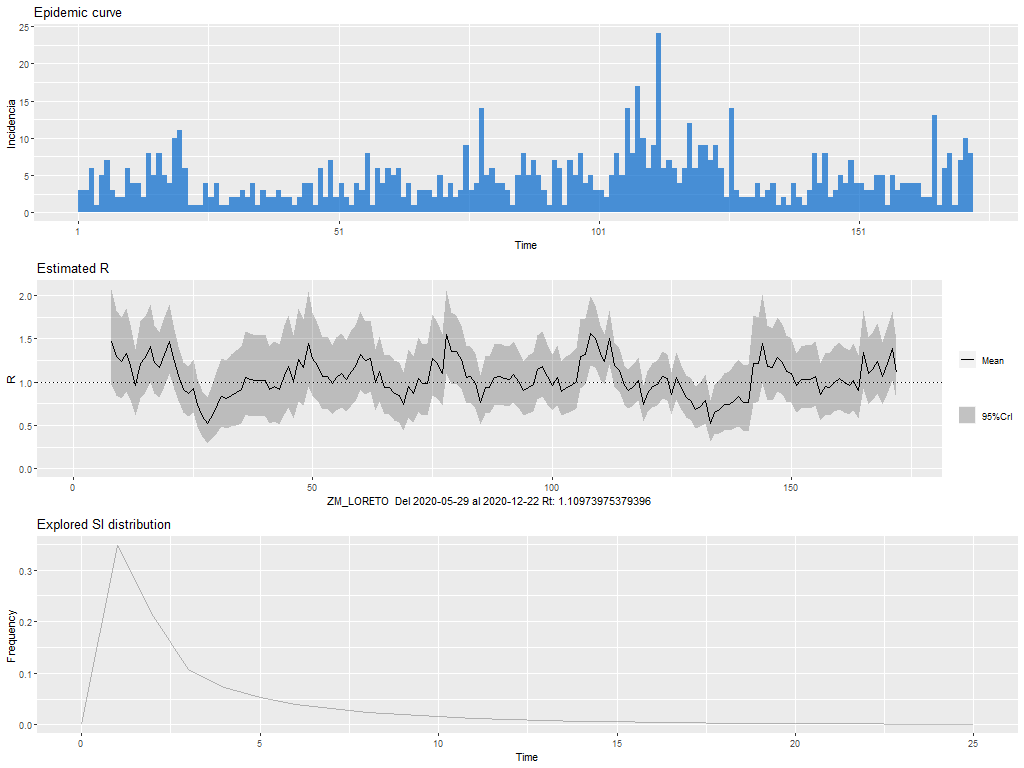 Epidemic curve
25
20
15
10
5
0
Incidencia
1
51
101
151
Time
Estimated R
2.0
1.5
1.0
0.5
0.0
R
0
50
100
150
ZM_LORETO Del 2020-05-29 al 2020-12-22 Rt: 1.10973975379396
Mean
95%CrI
Explored SI distribution
0.3
0.2
0.1
0.0
Frequency
0
5
10
15
20
25
Time